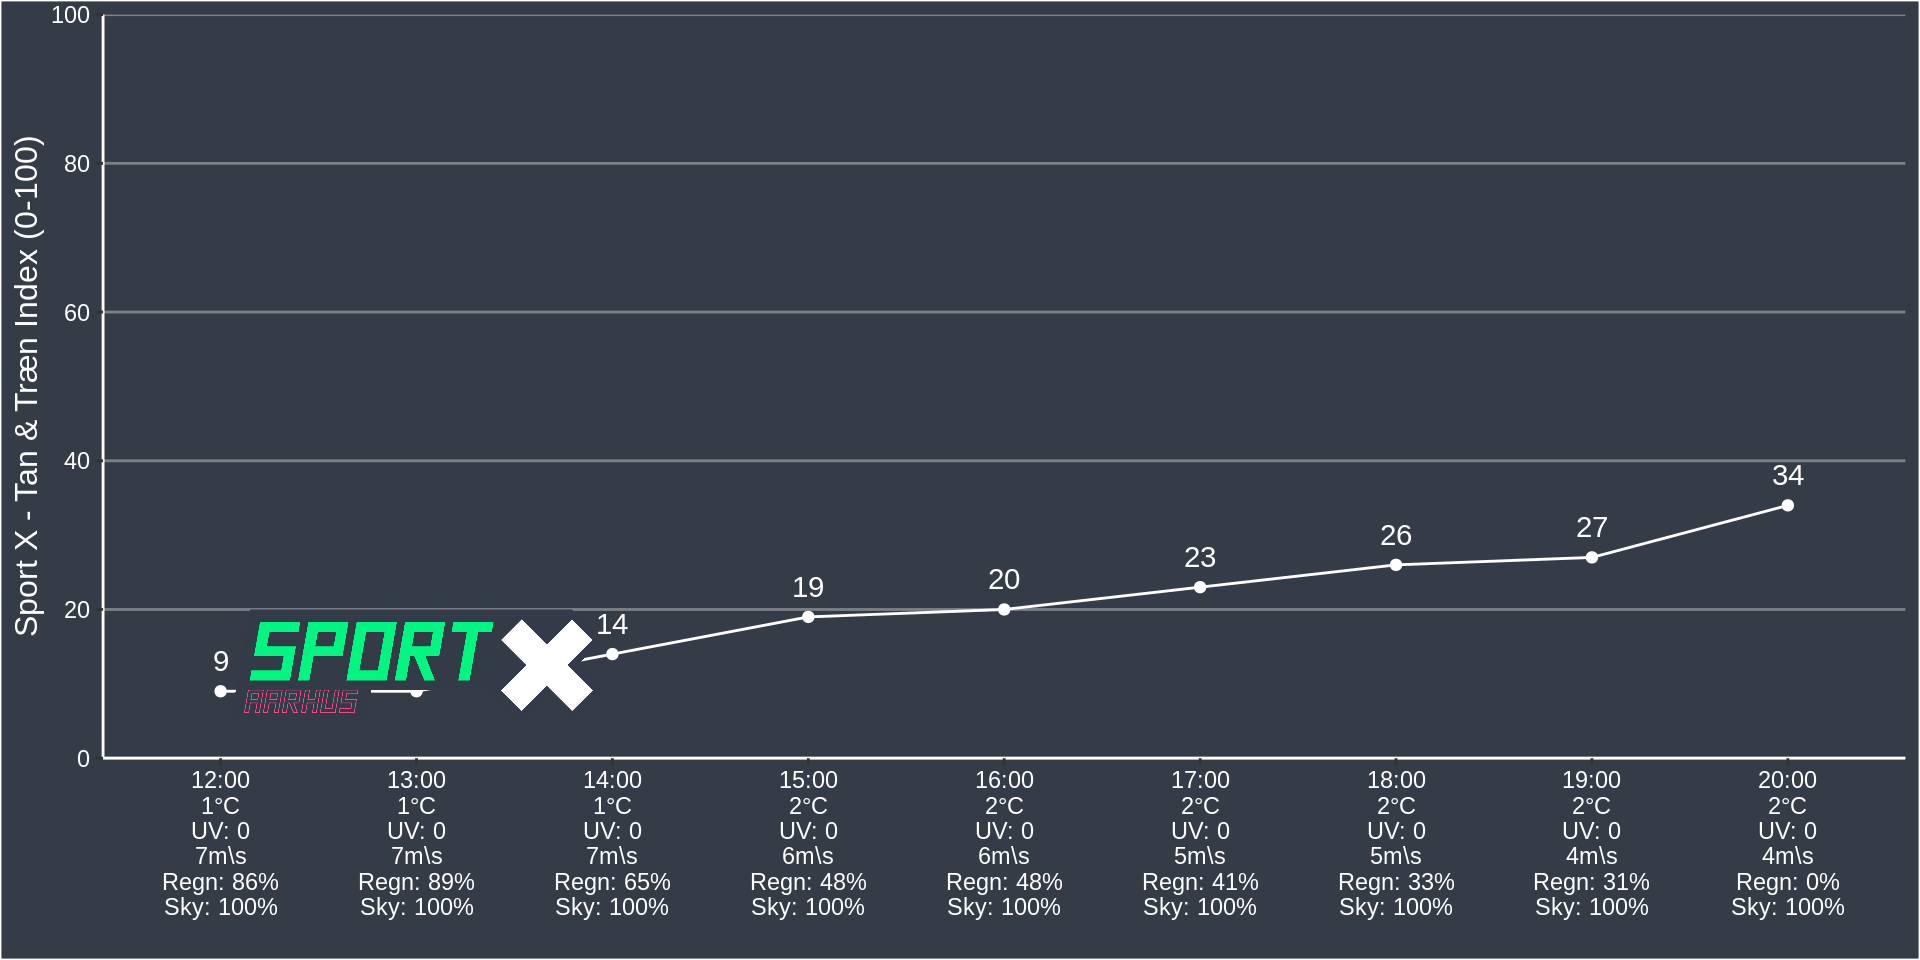 Sport X - Tan & Træn Index (0-100)
100
80
60
40
20
0
9
14
19
20
23
26
27
34
SPORT X
AARHUS
12:00 13:00 14:00 15:00 16:00 17:00 18:00 19:00 20:00
1°C 1°C 1°C 2°C 2°C 2°C 2°C 2°C 2°C
UV: 0 UV: 0 UV: 0 UV: 0 UV: 0 UV: 0 UV: 0 UV: 0 UV: 0
7m\s 7m\s 7m\s 6m\s 6m\s 5m\s 5m\s 4m\s 4m\s
Regn: 86% Regn: 89% Regn: 65% Regn: 48% Regn: 48% Regn: 41% Regn: 33% Regn: 31% Regn: 0%
Sky: 100% Sky: 100% Sky: 100% Sky: 100% Sky: 100% Sky: 100% Sky: 100% Sky: 100% Sky: 100%